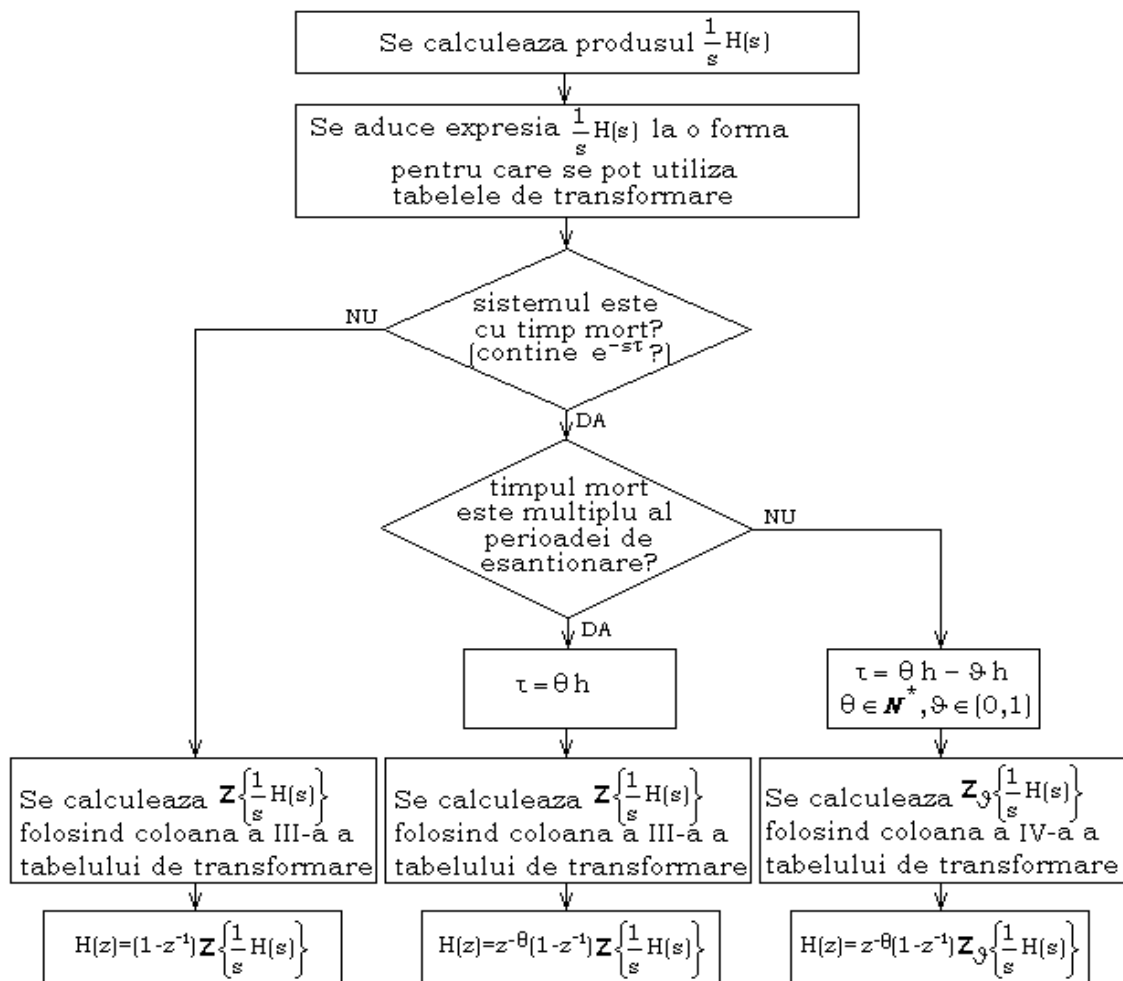 Se calculeaza produsul 1/s H(s)
Se aduce expresia 1/s H(s) la o forma
pentru care se pot utiliza
tabelele de transformare
sistemul este
cu timp mort?
(contine e^-sτ ?)
NU
DA
timpul mort
este multiplu al
perioadei de
esantionare?
NU
DA
τ = θ h
τ = θ h – ϑ h
θ ∈ N*, ϑ ∈ (0,1)
Se calculeaza Z{1/s H(s)}
folosind coloana a III-a a
tabelului de transformare
Se calculeaza Z{1/s H(s)}
folosind coloana a III-a a
tabelului de transformare
Se calculeaza Z_ϑ{1/s H(s)}
folosind coloana a IV-a a
tabelului de transformare
H(z)=(1-z^-1)Z{1/s H(s)}
H(z)=z^-θ(1-z^-1)Z{1/s H(s)}
H(z)=z^-θ(1-z^-1)Z_ϑ{1/s H(s)}